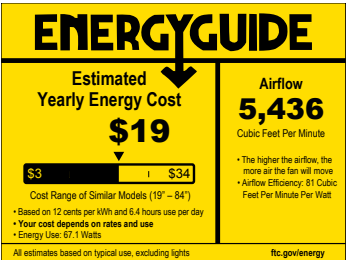 ENERGYGUIDE
Estimated
Yearly Energy Cost
$19
$3
$34
Cost Range of Similar Models (19" – 84")
• Based on 12 cents per kWh and 6.4 hours use per day
• Your cost depends on rates and use
• Energy Use: 67.1 Watts
Airflow
5,436
Cubic Feet Per Minute
• The higher the airflow, the
more air the fan will move
• Airflow Efficiency: 81 Cubic
Feet Per Minute Per Watt
All estimates based on typical use, excluding lights
ftc.gov/energy